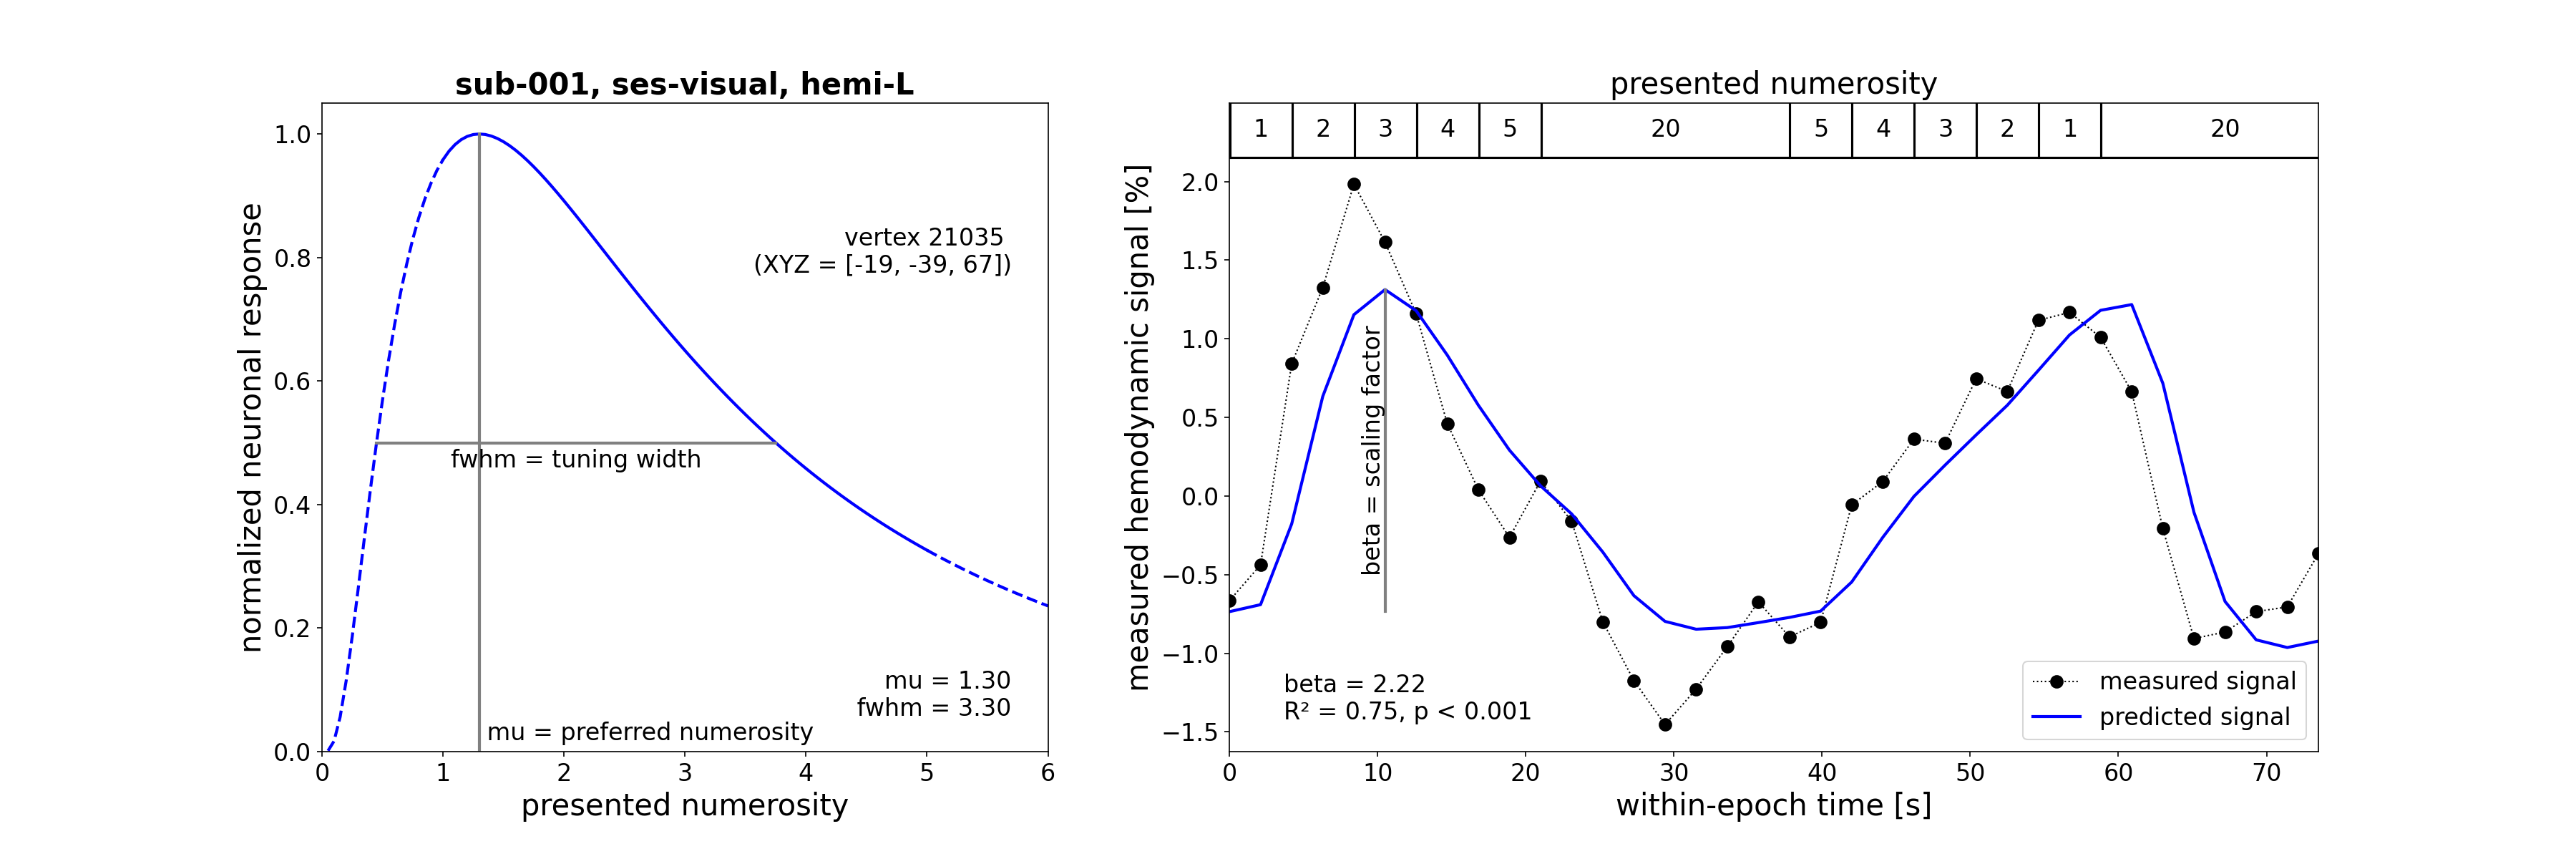 sub-001, ses-visual, hemi-L
normalized neuronal response
1.0
0.8
0.6
0.4
0.2
0.0
vertex 21035
(XYZ = [-19, -39, 67])
fwhm = tuning width
mu = 1.30
fwhm = 3.30
mu = preferred numerosity
0 1 2 3 4 5 6
presented numerosity
presented numerosity
1 2 3 4 5 20 5 4 3 2 1 20
measured hemodynamic signal [%]
2.0
1.5
1.0
0.5
0.0
−0.5
−1.0
−1.5
beta = scaling factor
beta = 2.22
R² = 0.75, p < 0.001
measured signal
predicted signal
0 10 20 30 40 50 60 70
within-epoch time [s]